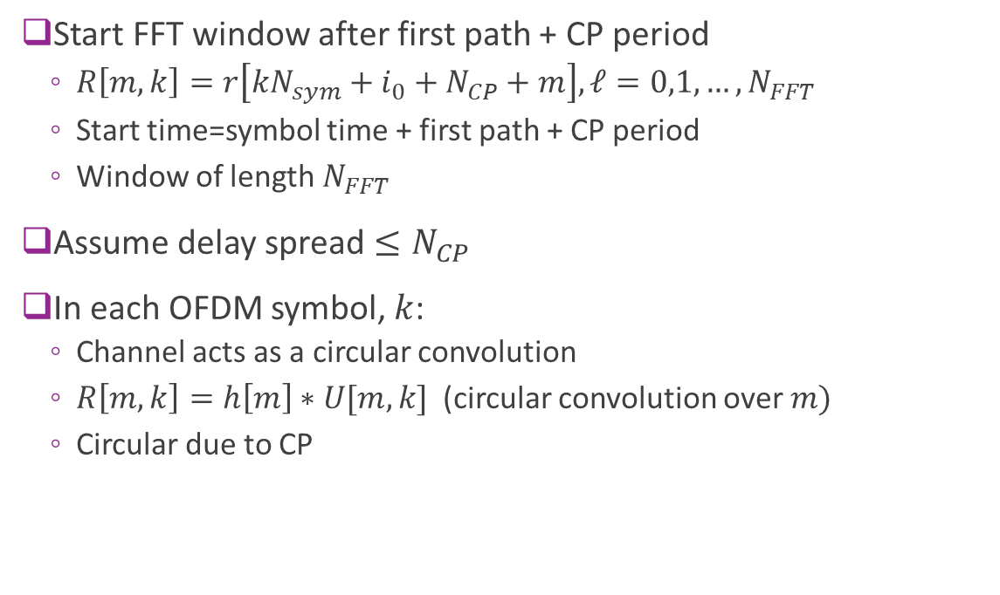 ❑Start FFT window after first path + CP period
◦ $R[m, k] = r[kN_{sym} + i_0 + N_{CP} + m], \ell = 0,1, \ldots, N_{FFT}$
◦ Start time=symbol time + first path + CP period
◦ Window of length $N_{FFT}$
❑Assume delay spread $\leq N_{CP}$
❑In each OFDM symbol, $k$:
◦ Channel acts as a circular convolution
◦ $R[m, k] = h[m] * U[m, k]$ (circular convolution over $m$)
◦ Circular due to CP